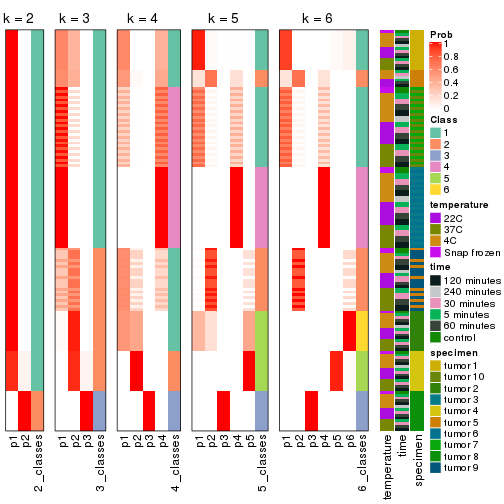 k = 2 k = 3 k = 4 k = 5 k = 6
Prob
1
0.8
0.6
0.4
0.2
0
Class
1
2
3
4
5
6
temperature
22C
37C
4C
Snap frozen
time
120 minutes
240 minutes
30 minutes
5 minutes
60 minutes
control
specimen
tumor 1
tumor 10
tumor 2
tumor 3
tumor 4
tumor 5
tumor 6
tumor 7
tumor 8
tumor 9
p1 p2 2_classes p1 p2 p3 3_classes p1 p2 p3 p4 4_classes p1 p2 p3 p4 p5 5_classes p1 p2 p3 p4 p5 p6 6_classes temperature time specimen